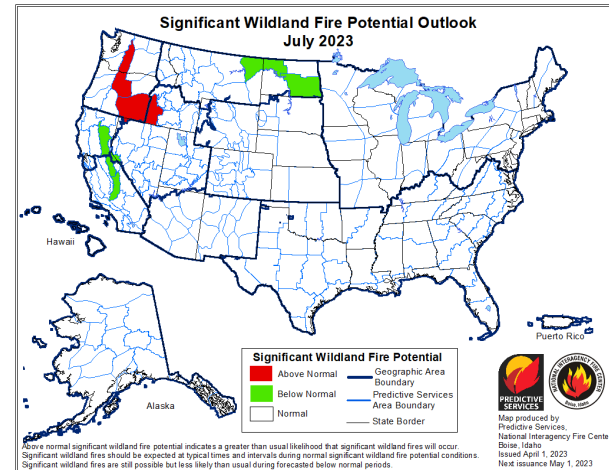 Significant Wildland Fire Potential Outlook
July 2023
Hawaii
Puerto Rico
Alaska
Significant Wildland Fire Potential
Above Normal
Below Normal
Normal
Geographic Area
Boundary
Predictive Services
Area Boundary
State Border
PREDICTIVE
SERVICES
NATIONAL INTERAGENCY FIRE CENTER
Boise, Idaho
Map produced by
Predictive Services,
National Interagency Fire Cente
Boise, Idaho
Issued April 1, 2023
Next issuance May 1, 2023
Above normal significant wildland fire potential indicates a greater than usual likelihood that significant wildland fires will occur.
Significant wildland fires should be expected at typical times and intervals during normal significant wildland fire potential conditions.
Significant wildland fires are still possible but less likely than usual during forecasted below normal periods.